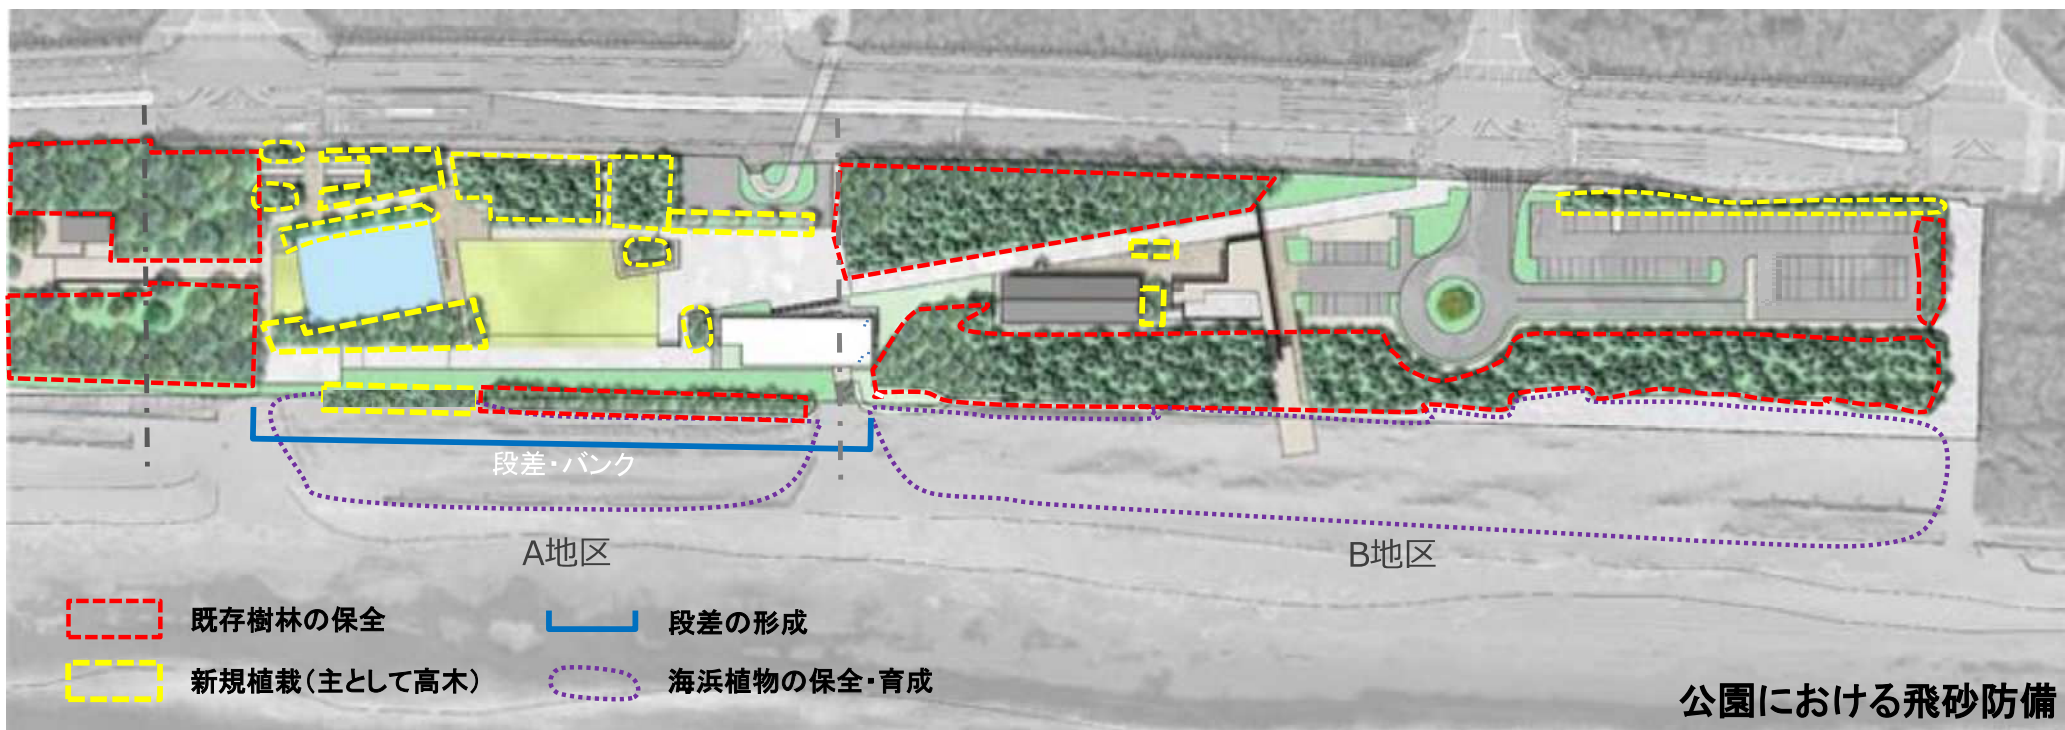 段差・バンク
A地区
B地区
既存樹林の保全
段差の形成
新規植栽(主として高木)
海浜植物の保全・育成
公園における飛砂防備